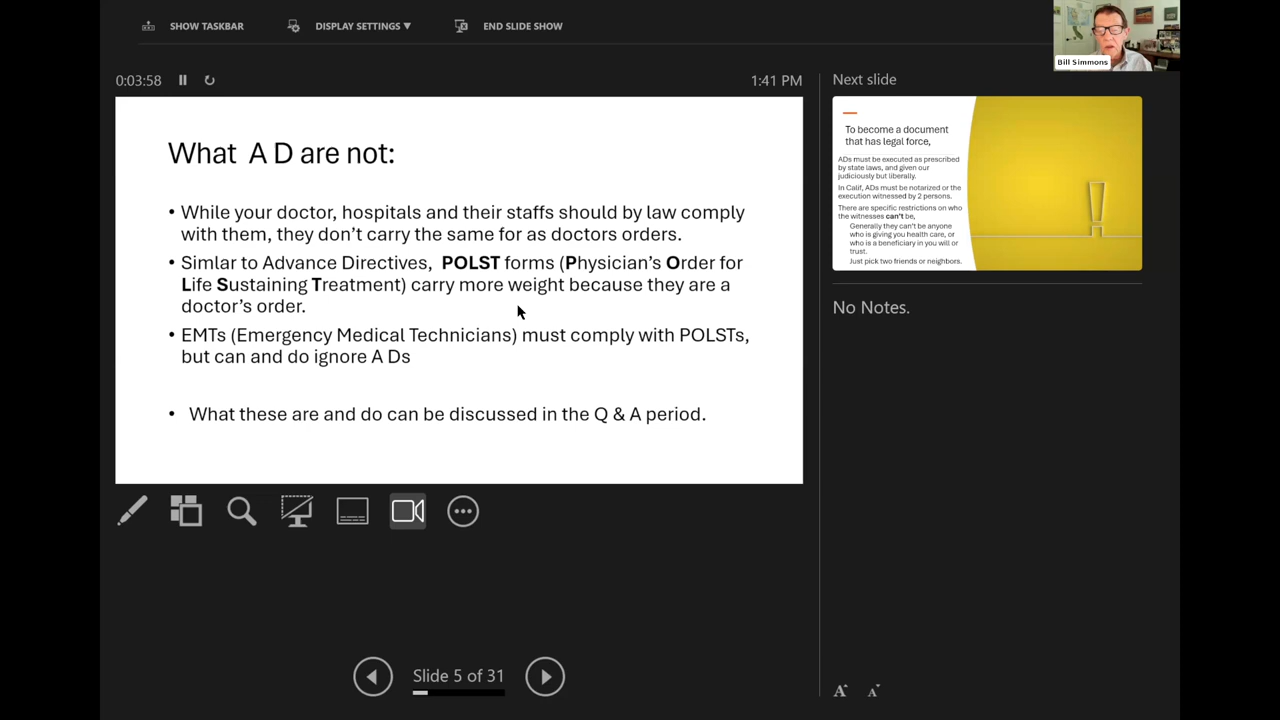 SHOW TASKBAR DISPLAY SETTINGS ▼ END SLIDE SHOW
Bill Simmons
0:03:58 1:41 PM
What A D are not:
• While your doctor, hospitals and their staffs should by law comply
with them, they don't carry the same for as doctors orders.
• Simlar to Advance Directives, POLST forms (Physician's Order for
Life Sustaining Treatment) carry more weight because they are a
doctor's order.
• EMTs (Emergency Medical Technicians) must comply with POLSTs,
but can and do ignore A Ds
• What these are and do can be discussed in the Q & A period.
Slide 5 of 31
Next slide
To become a document
that has legal force,
ADs must be executed as prescribed
by state laws, and given our
judiciously but liberally.
In Calif, ADs must be notarized or the
execution witnessed by 2 persons.
There are specific restrictions on who
the witnesses can't be,
Generally they can't be anyone
who is giving you health care, or
who is a beneficiary in you will or
trust.
Just pick two friends or neighbors.
No Notes.
A A